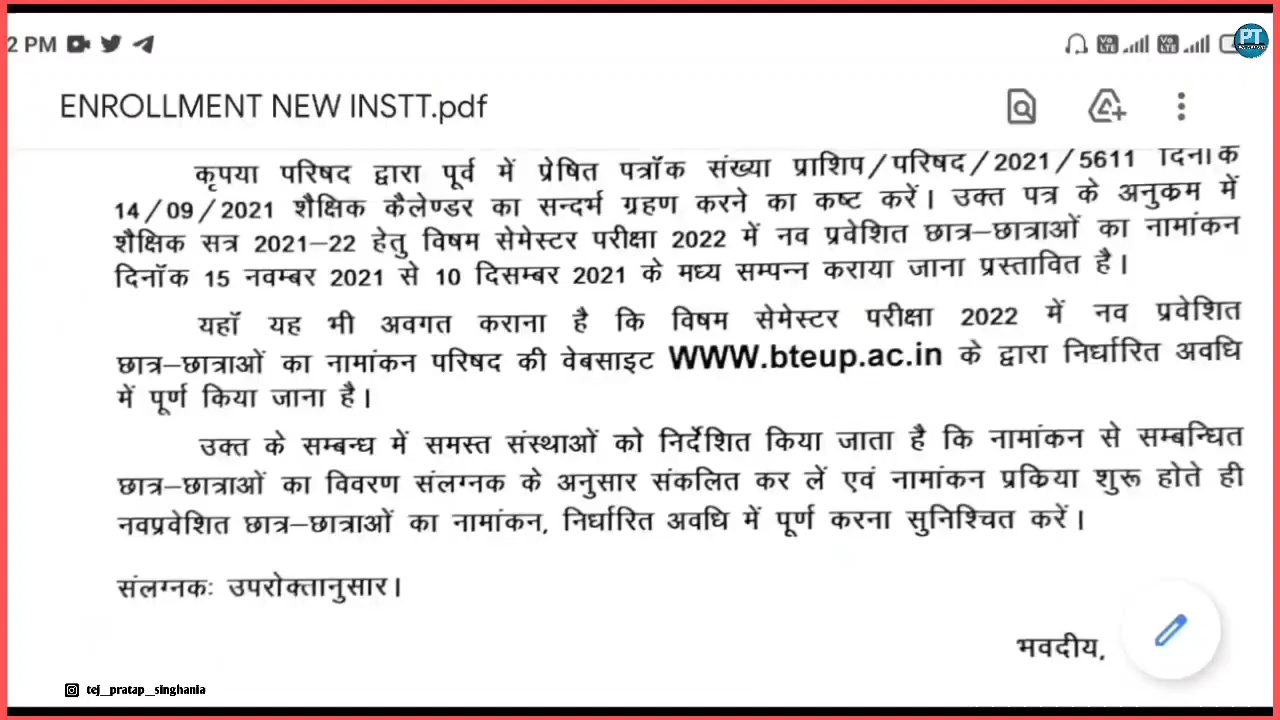 2 PM
ENROLLMENT NEW INSTT.pdf
कृपया परिषद द्वारा पूर्व में प्रेषित पत्रॉक संख्या प्राशिप/परिषद/2021/5611 दिनांक
14/09/2021 शैक्षिक कैलेण्डर का सन्दर्भ ग्रहण करने का कष्ट करें। उक्त पत्र के अनुक्रम में
शैक्षिक सत्र 2021–22 हेतु विषम सेमेस्टर परीक्षा 2022 में नव प्रवेशित छात्र–छात्राओं का नामांकन
दिनॉक 15 नवम्बर 2021 से 10 दिसम्बर 2021 के मध्य सम्पन्न कराया जाना प्रस्तावित है।
यहॉ यह भी अवगत कराना है कि विषम सेमेस्टर परीक्षा 2022 में नव प्रवेशित
छात्र–छात्राओं का नामांकन परिषद की वेबसाइट WWW.bteup.ac.in के द्वारा निर्धारित अवधि
में पूर्ण किया जाना है।
उक्त के सम्बन्ध में समस्त संस्थाओं को निर्देशित किया जाता है कि नामांकन से सम्बन्धित
छात्र–छात्राओं का विवरण संलग्नक के अनुसार संकलित कर लें एवं नामांकन प्रकिया शुरू होते ही
नवप्रवेशित छात्र–छात्राओं का नामांकन, निर्धारित अवधि में पूर्ण करना सुनिश्चित करें।
संलग्नकः उपरोक्तानुसार।
भवदीय,
tej_pratap_singhania
PT